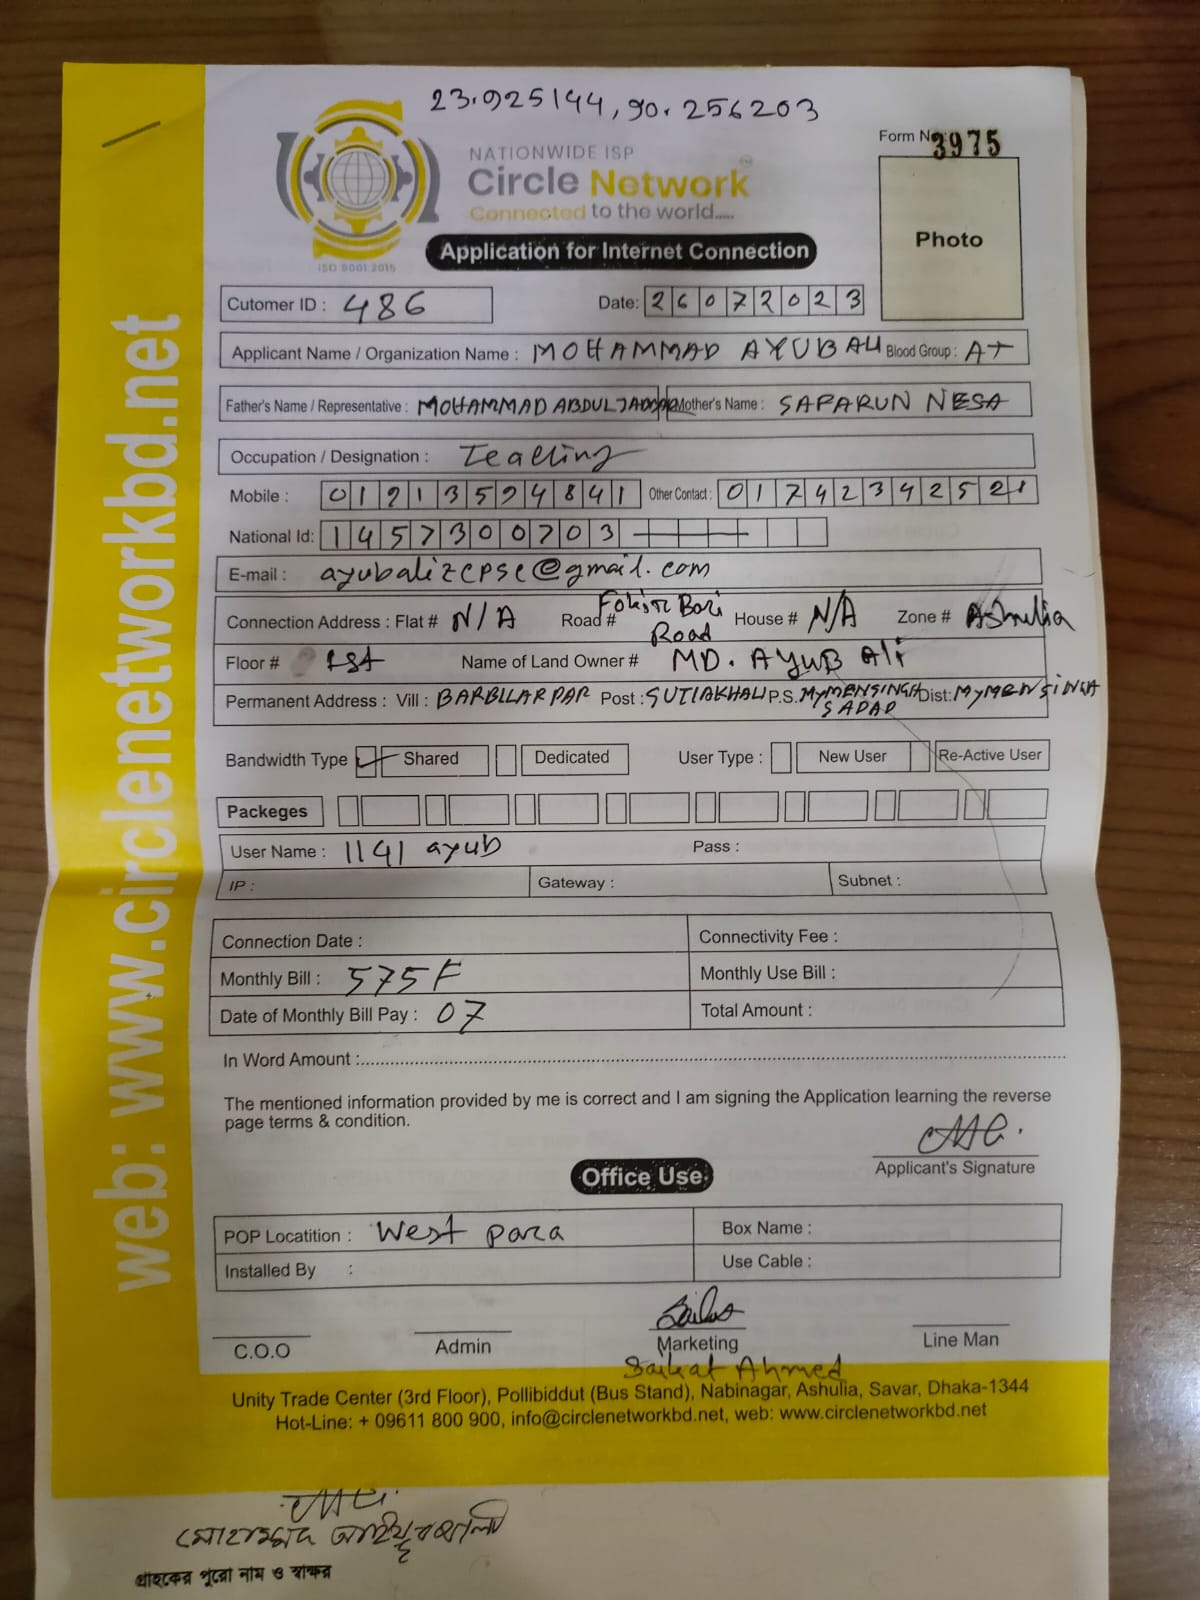 23.925144, 90.256203
Form No. 3975
NATIONWIDE ISP
Circle Network
Connected to the world.....
ISO 9001:2015
Photo
Application for Internet Connection
Cutomer ID : 486 Date: 26072023
Applicant Name / Organization Name : MOHAMMAD AYUB ALI Blood Group : A+
Father's Name / Representative : MOHAMMAD ABDUL JABBAR Mother's Name : SAPARUN NESA
Occupation / Designation :
Mobile : 01213524841 Other Contact : 01742342521
National Id: 1457300703
E-mail : ayubalizcpsc@gmail.com
Connection Address : Flat # N/A Road # Fokir Bari Road House # N/A Zone # Ashulia
Floor # 1st Name of Land Owner # MD. AYUB Ali
Permanent Address : Vill : BARBILARPAR Post : SUTIAKHALI P.S. MYMENSINGH SADAR Dist: MYMENSINGH
Bandwidth Type Shared Dedicated User Type : New User Re-Active User
Packeges
User Name : 1141 ayub Pass :
IP : Gateway : Subnet :
Connection Date : Connectivity Fee :
Monthly Bill : 575 Monthly Use Bill :
Date of Monthly Bill Pay : 07 Total Amount :
In Word Amount :
The mentioned information provided by me is correct and I am signing the Application learning the reverse
page terms & condition.
Applicant's Signature
Office Use
POP Locatition : West para Box Name :
Installed By : Use Cable :
C.O.O Admin Marketing Line Man
Saikat Ahmed
Unity Trade Center (3rd Floor), Pollibiddut (Bus Stand), Nabinagar, Ashulia, Savar, Dhaka-1344
Hot-Line: + 09611 800 900, info@circlenetworkbd.net, web: www.circlenetworkbd.net
web: www.circlenetworkbd.net
মোহাম্মদ আইয়ুব আলি
গ্রাহকের পুরো নাম ও স্বাক্ষর